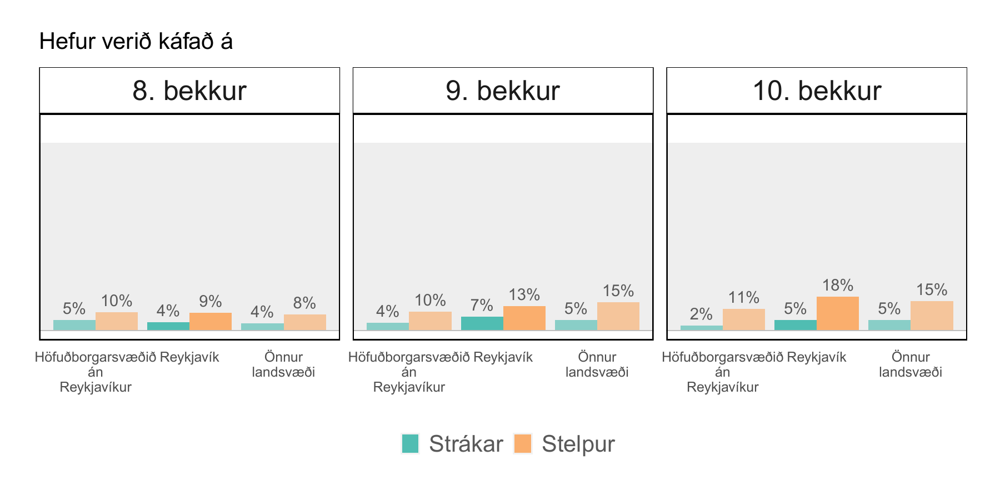 Hefur verið káfað á
8. bekkur
9. bekkur
10. bekkur
5%
10%
4%
9%
4%
8%
4%
10%
7%
13%
5%
15%
2%
11%
5%
18%
5%
15%
Höfuðborgarsvæðið
án
Reykjavíkur
Reykjavík
Önnur
landsvæði
Höfuðborgarsvæðið
án
Reykjavíkur
Reykjavík
Önnur
landsvæði
Höfuðborgarsvæðið
án
Reykjavíkur
Reykjavík
Önnur
landsvæði
Strákar
Stelpur